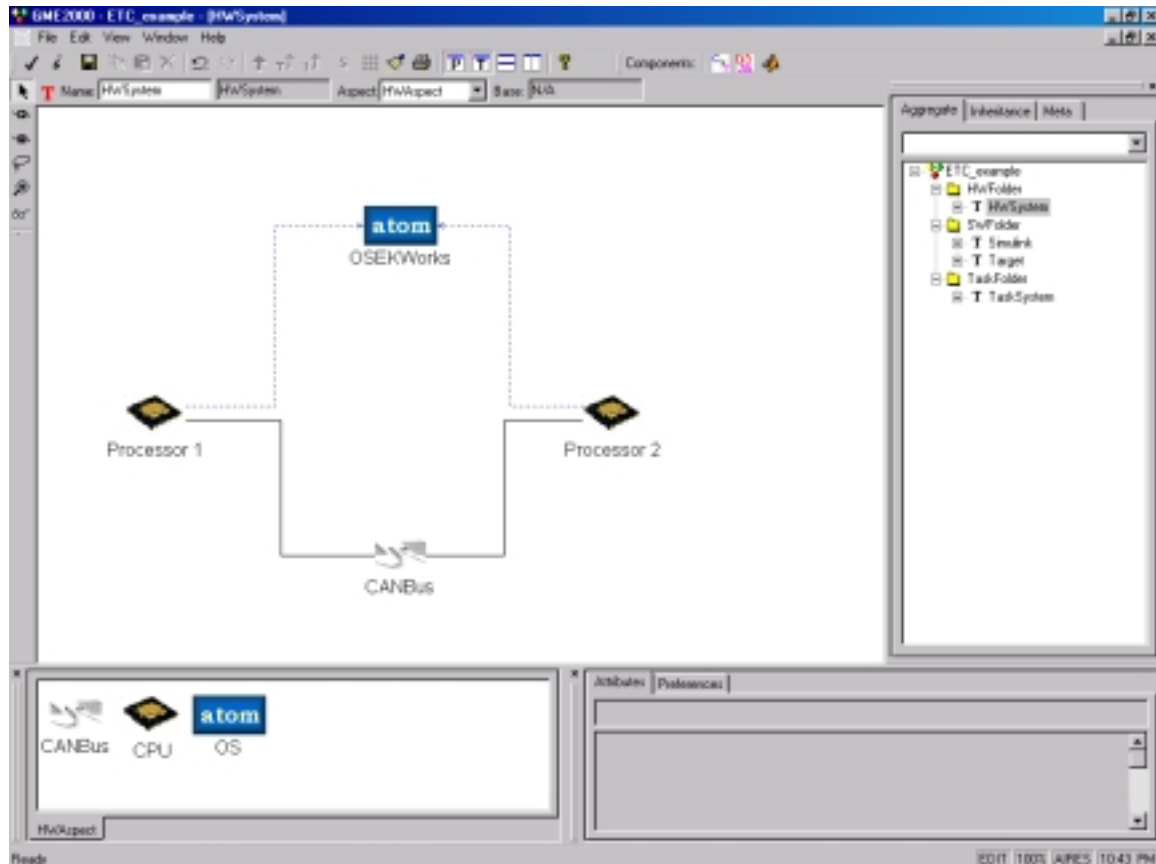 GME2000 - ETC_example - [HWSystem]
File Edit View Window Help
Components:
Name: HWSystem HWSystem Aspect: HWAspect Base: N/A
Aggregate Inheritance Meta
ETC_example
HWFolder
HWSystem
SWFolder
Simulink
Target
TaskFolder
TaskSystem
atom
OSEKWorks
Processor 1
Processor 2
CANBus
CANBus
CPU
atom
OS
HWAspect
Attributes Preferences
Ready
EDIT 100% AIRES 10:43 PM